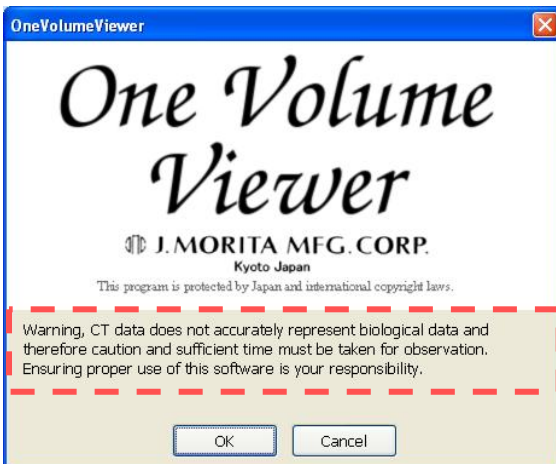 OneVolumeViewer
One Volume
Viewer
J. MORITA MFG. CORP.
Kyoto Japan
This program is protected by Japan and international copyright laws.
Warning, CT data does not accurately represent biological data and
therefore caution and sufficient time must be taken for observation.
Ensuring proper use of this software is your responsibility.
OK Cancel